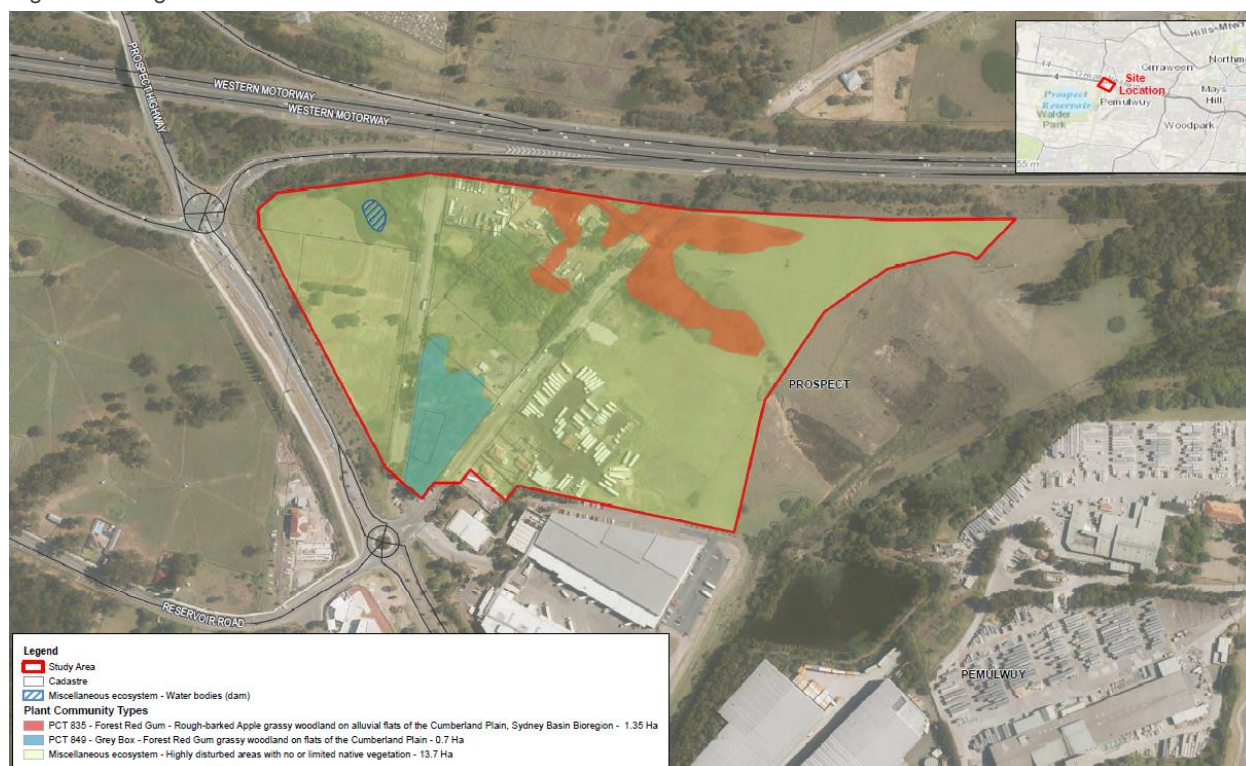 PROSPECT HIGHWAY
WESTERN MOTORWAY
WESTERN MOTORWAY
Hills-Mtwy
Girraween
Northm
Site
Location
Prospect
Reservoir
Pemulwuy
Mays
Hill
Walder
Park
Woodpark
55 m
PROSPECT
RESERVOIR ROAD
PEMULWUY
Legend
Study Area
Cadastre
Miscellaneous ecosystem - Water bodies (dam)
Plant Community Types
PCT 835 - Forest Red Gum - Rough-barked Apple grassy woodland on alluvial flats of the Cumberland Plain, Sydney Basin Bioregion - 1.35 Ha
PCT 849 - Grey Box - Forest Red Gum grassy woodland on flats of the Cumberland Plain - 0.7 Ha
Miscellaneous ecosystem - Highly disturbed areas with no or limited native vegetation - 13.7 Ha